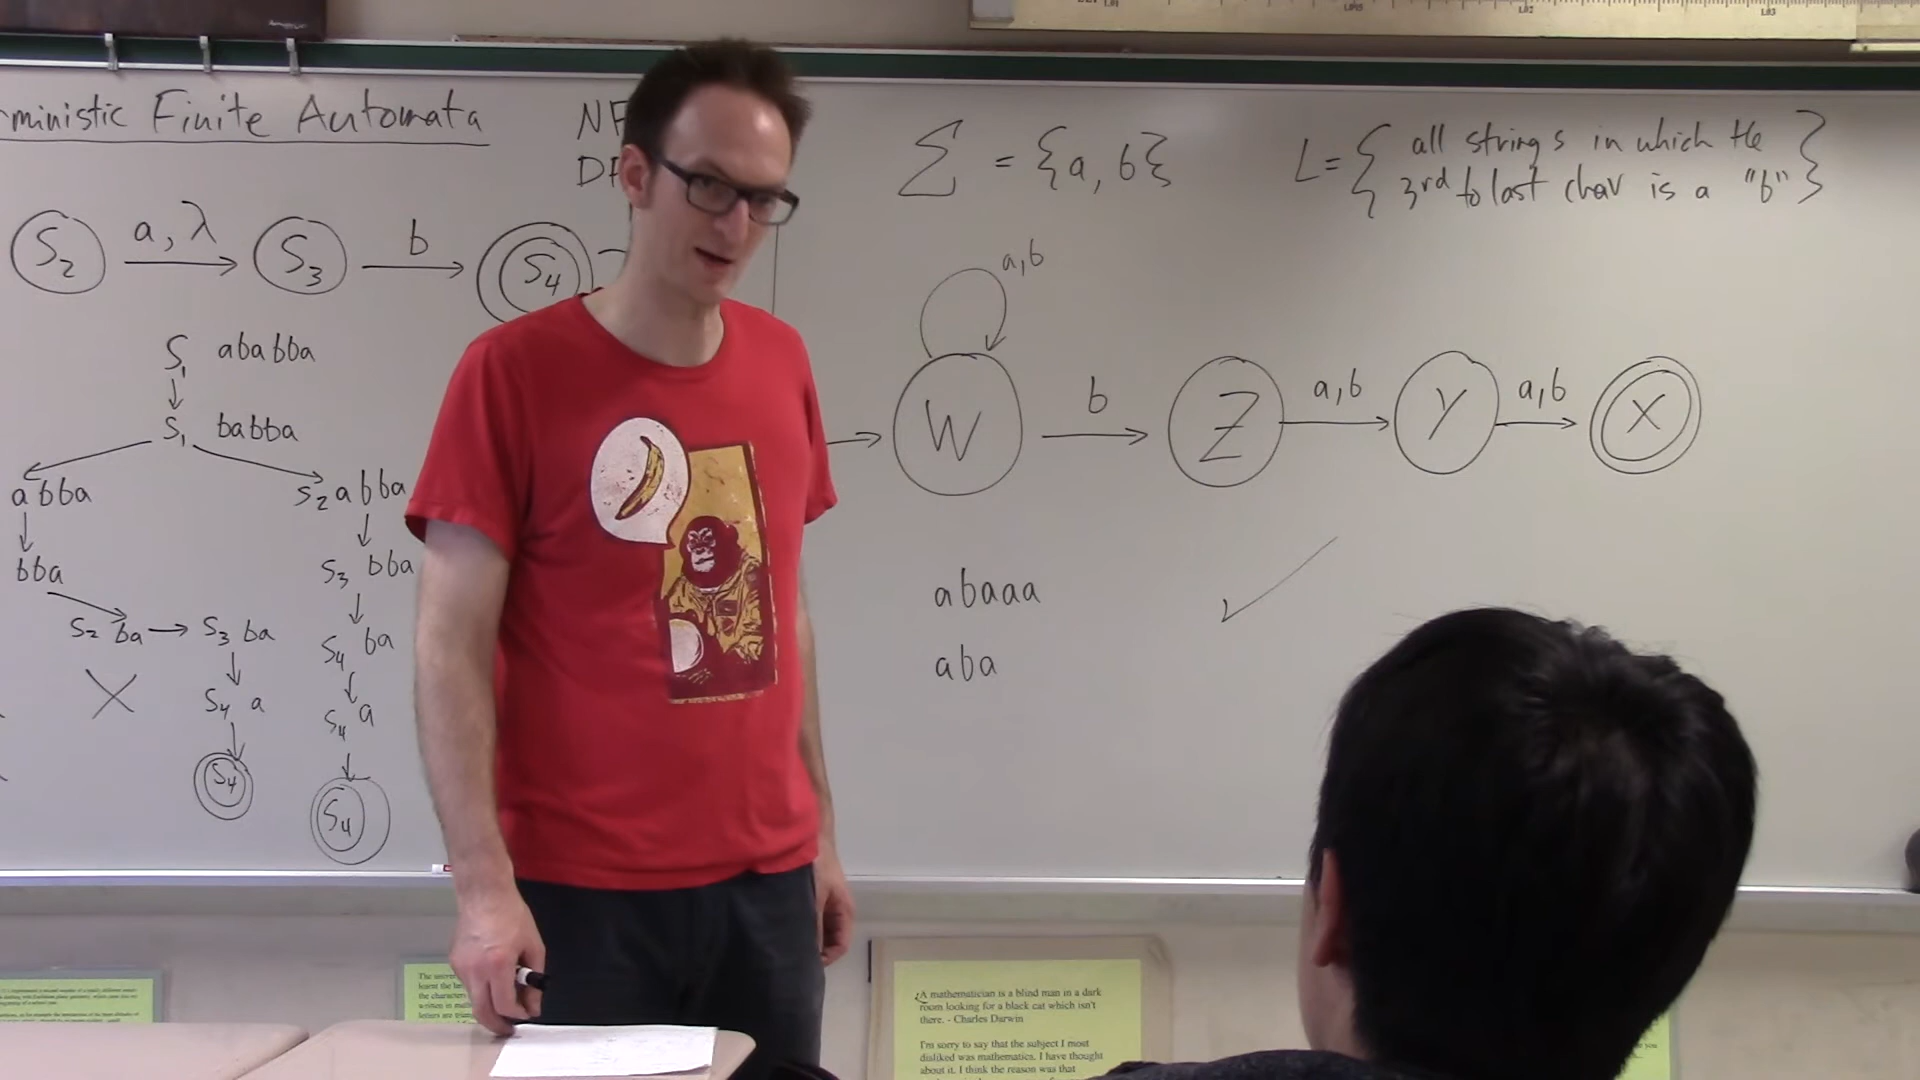 ministic Finite Automata
NF
DF
Σ = {a, b}
L = { all strings in which the
3rd to last char is a "b" }
S2 a, λ S3 b S4
S1 ababba
S1 babba
abba
S2 abba
bba
S3 bba
S2 ba → S3 ba
S4 ba
X
S4 a
S4 a
S4
S4
a,b
W b Z a,b Y a,b X
abaaa
aba
A mathematician is a blind man in a dark
room looking for a black cat which isn't
there. - Charles Darwin
I'm sorry to say that the subject I most
disliked was mathematics. I have thought
about it. I think the reason was that